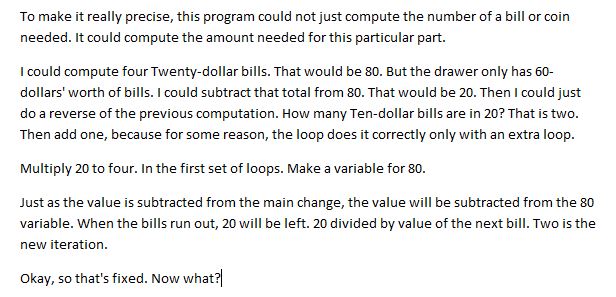 To make it really precise, this program could not just compute the number of a bill or coin
needed. It could compute the amount needed for this particular part.
I could compute four Twenty-dollar bills. That would be 80. But the drawer only has 60-
dollars' worth of bills. I could subtract that total from 80. That would be 20. Then I could just
do a reverse of the previous computation. How many Ten-dollar bills are in 20? That is two.
Then add one, because for some reason, the loop does it correctly only with an extra loop.
Multiply 20 to four. In the first set of loops. Make a variable for 80.
Just as the value is subtracted from the main change, the value will be subtracted from the 80
variable. When the bills run out, 20 will be left. 20 divided by value of the next bill. Two is the
new iteration.
Okay, so that's fixed. Now what?